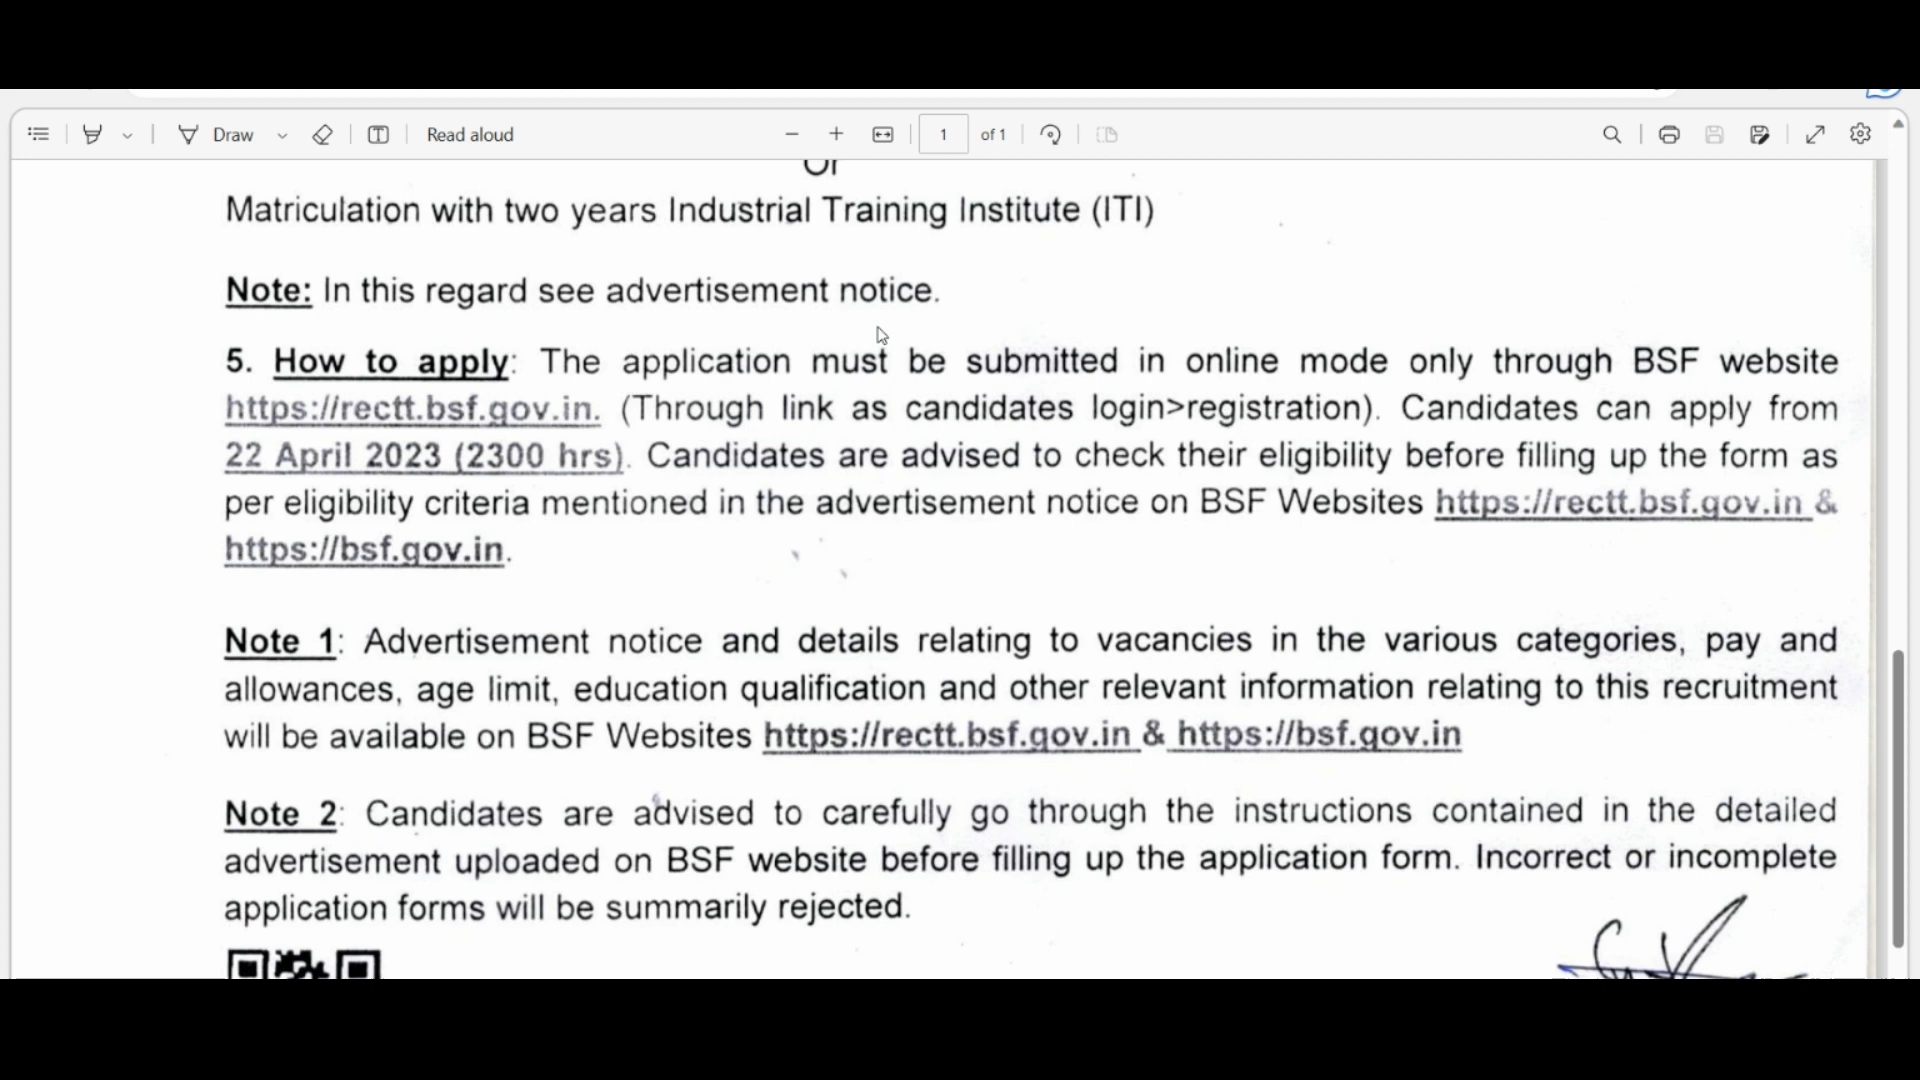 Draw
Read aloud
1
of 1
Or
Matriculation with two years Industrial Training Institute (ITI)
Note: In this regard see advertisement notice.
5. How to apply: The application must be submitted in online mode only through BSF website
https://rectt.bsf.gov.in. (Through link as candidates login>registration). Candidates can apply from
22 April 2023 (2300 hrs). Candidates are advised to check their eligibility before filling up the form as
per eligibility criteria mentioned in the advertisement notice on BSF Websites https://rectt.bsf.gov.in &
https://bsf.gov.in.
Note 1: Advertisement notice and details relating to vacancies in the various categories, pay and
allowances, age limit, education qualification and other relevant information relating to this recruitment
will be available on BSF Websites https://rectt.bsf.gov.in & https://bsf.gov.in
Note 2: Candidates are advised to carefully go through the instructions contained in the detailed
advertisement uploaded on BSF website before filling up the application form. Incorrect or incomplete
application forms will be summarily rejected.